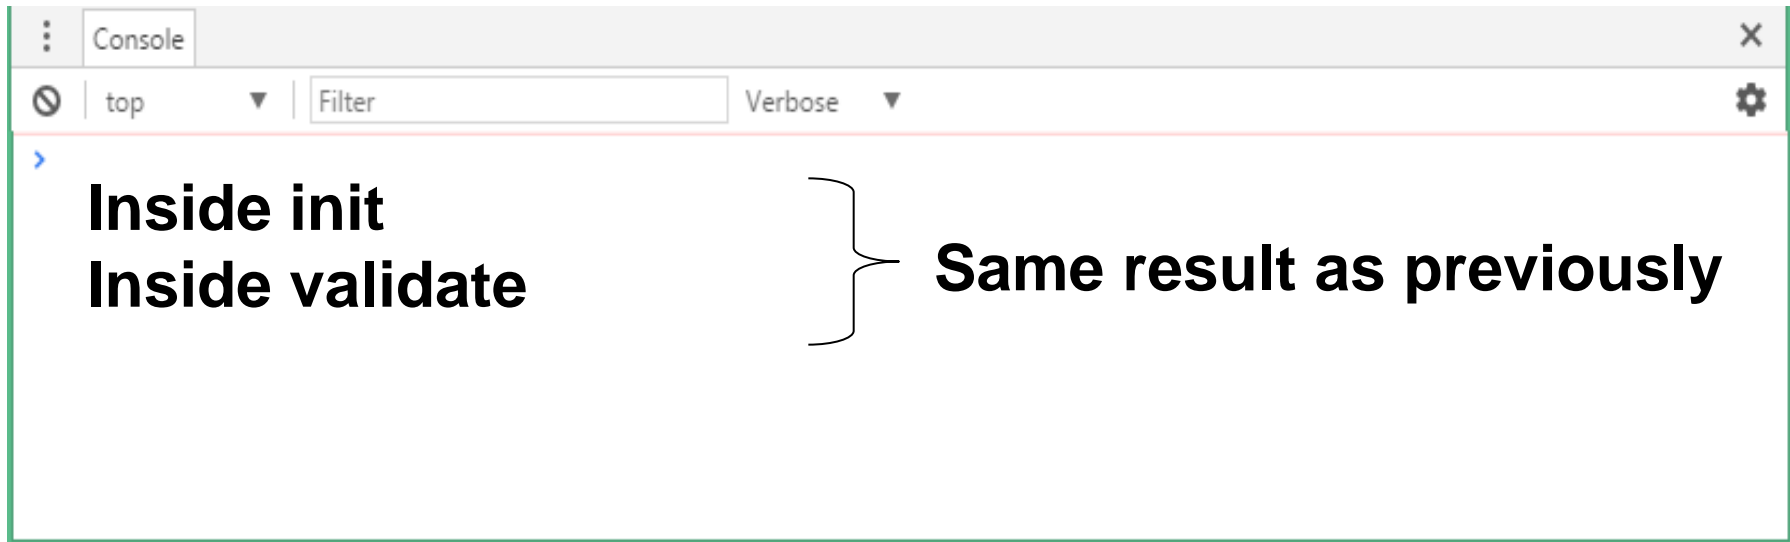 Console
top Filter Verbose
Inside init
Inside validate
Same result as previously